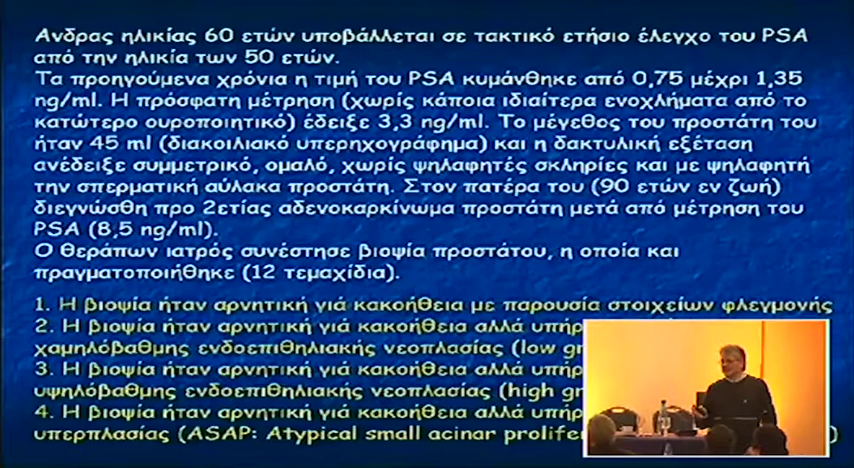 Ανδρας ηλικίας 60 ετών υποβάλλεται σε τακτικό ετήσιο έλεγχο του PSA
από την ηλικία των 50 ετών.
Τα προηγούμενα χρόνια η τιμή του PSA κυμάνθηκε από 0,75 μέχρι 1,35
ng/ml. Η πρόσφατη μέτρηση (χωρίς κάποια ιδιαίτερα ενοχλήματα από το
κατώτερο ουροποιητικό) έδειξε 3,3 ng/ml. Το μέγεθος του προστάτη του
ήταν 45 ml (διακοιλιακό υπερηχογράφημα) και η δακτυλική εξέταση
ανέδειξε συμμετρικό, ομαλό, χωρίς ψηλαφητές σκληρίες και με ψηλαφητή
την σπερματική αύλακα προστάτη. Στον πατέρα του (90 ετών εν ζωή)
διεγνώσθη προ 2ετίας αδενοκαρκίνωμα προστάτη μετά από μέτρηση του
PSA (8,5 ng/ml).
Ο θεράπων ιατρός συνέστησε βιοψία προστάτου, η οποία και
πραγματοποιήθηκε (12 τεμαχίδια).
1. Η βιοψία ήταν αρνητική γιά κακοήθεια με παρουσία στοιχείων φλεγμονής
2. Η βιοψία ήταν αρνητική γιά κακοήθεια αλλά
χαμηλόβαθμης ενδοεπιθηλιακής νεοπλασίας (low
3. Η βιοψία ήταν αρνητική γιά κακοήθεια αλλά
υψηλόβαθμης ενδοεπιθηλιακής νεοπλασίας (high
4. Η βιοψία ήταν αρνητική γιά κακοήθεια αλλά
υπερπλασίας (ASAP: Atypical small acinar )